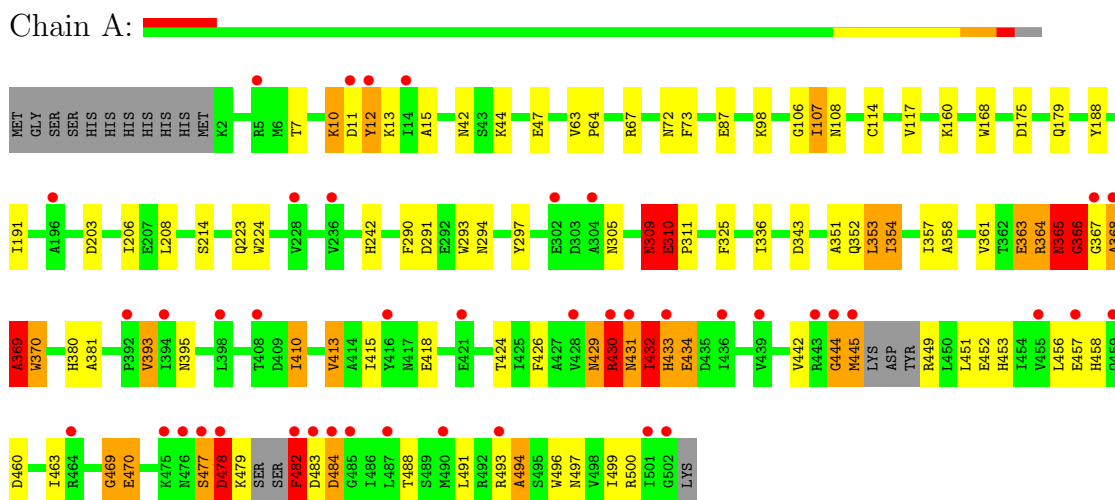 Chain A:
MET GLY SER SER HIS HIS HIS HIS HIS HIS MET K2 R5 M6 T7 K10 D11 Y12 K13 I14 A15 N42 S43 K44 E47 V63 P64 R67 N72 F73 E87 K98 G106 I107 N108 C114 V117 K160 W168 D175 Q179 Y188
I191 A196 D203 I206 E207 L208 S214 Q223 W224 V228 V236 H242 F290 D291 E292 W293 N294 Y297 E302 D303 A304 N305 N309 E310 P311 F325 I336 D343 A351 Q352 L353 I354 I357 A358 V361 T362 E363 R364 N365 G366 G367 A368
A369 W370 H380 A381 P392 V393 I394 N395 L398 T408 D409 I410 V413 A414 I415 Y416 N417 E418 E421 T424 I425 F426 A427 V428 N429 R430 N431 I432 H433 E434 D435 I436 V439 V442 R443 G444 M445 LYS ASP TYR R449 L450 L451 E452 H453 I454 V455 L456 E457 H458 Q459
D460 I463 R464 G469 E470 K475 N476 S477 D478 K479 SER SER F482 D483 D484 G485 I486 L487 T488 S489 M490 L491 R492 R493 A494 S495 W496 N497 V498 I499 R500 I501 G502 LYS